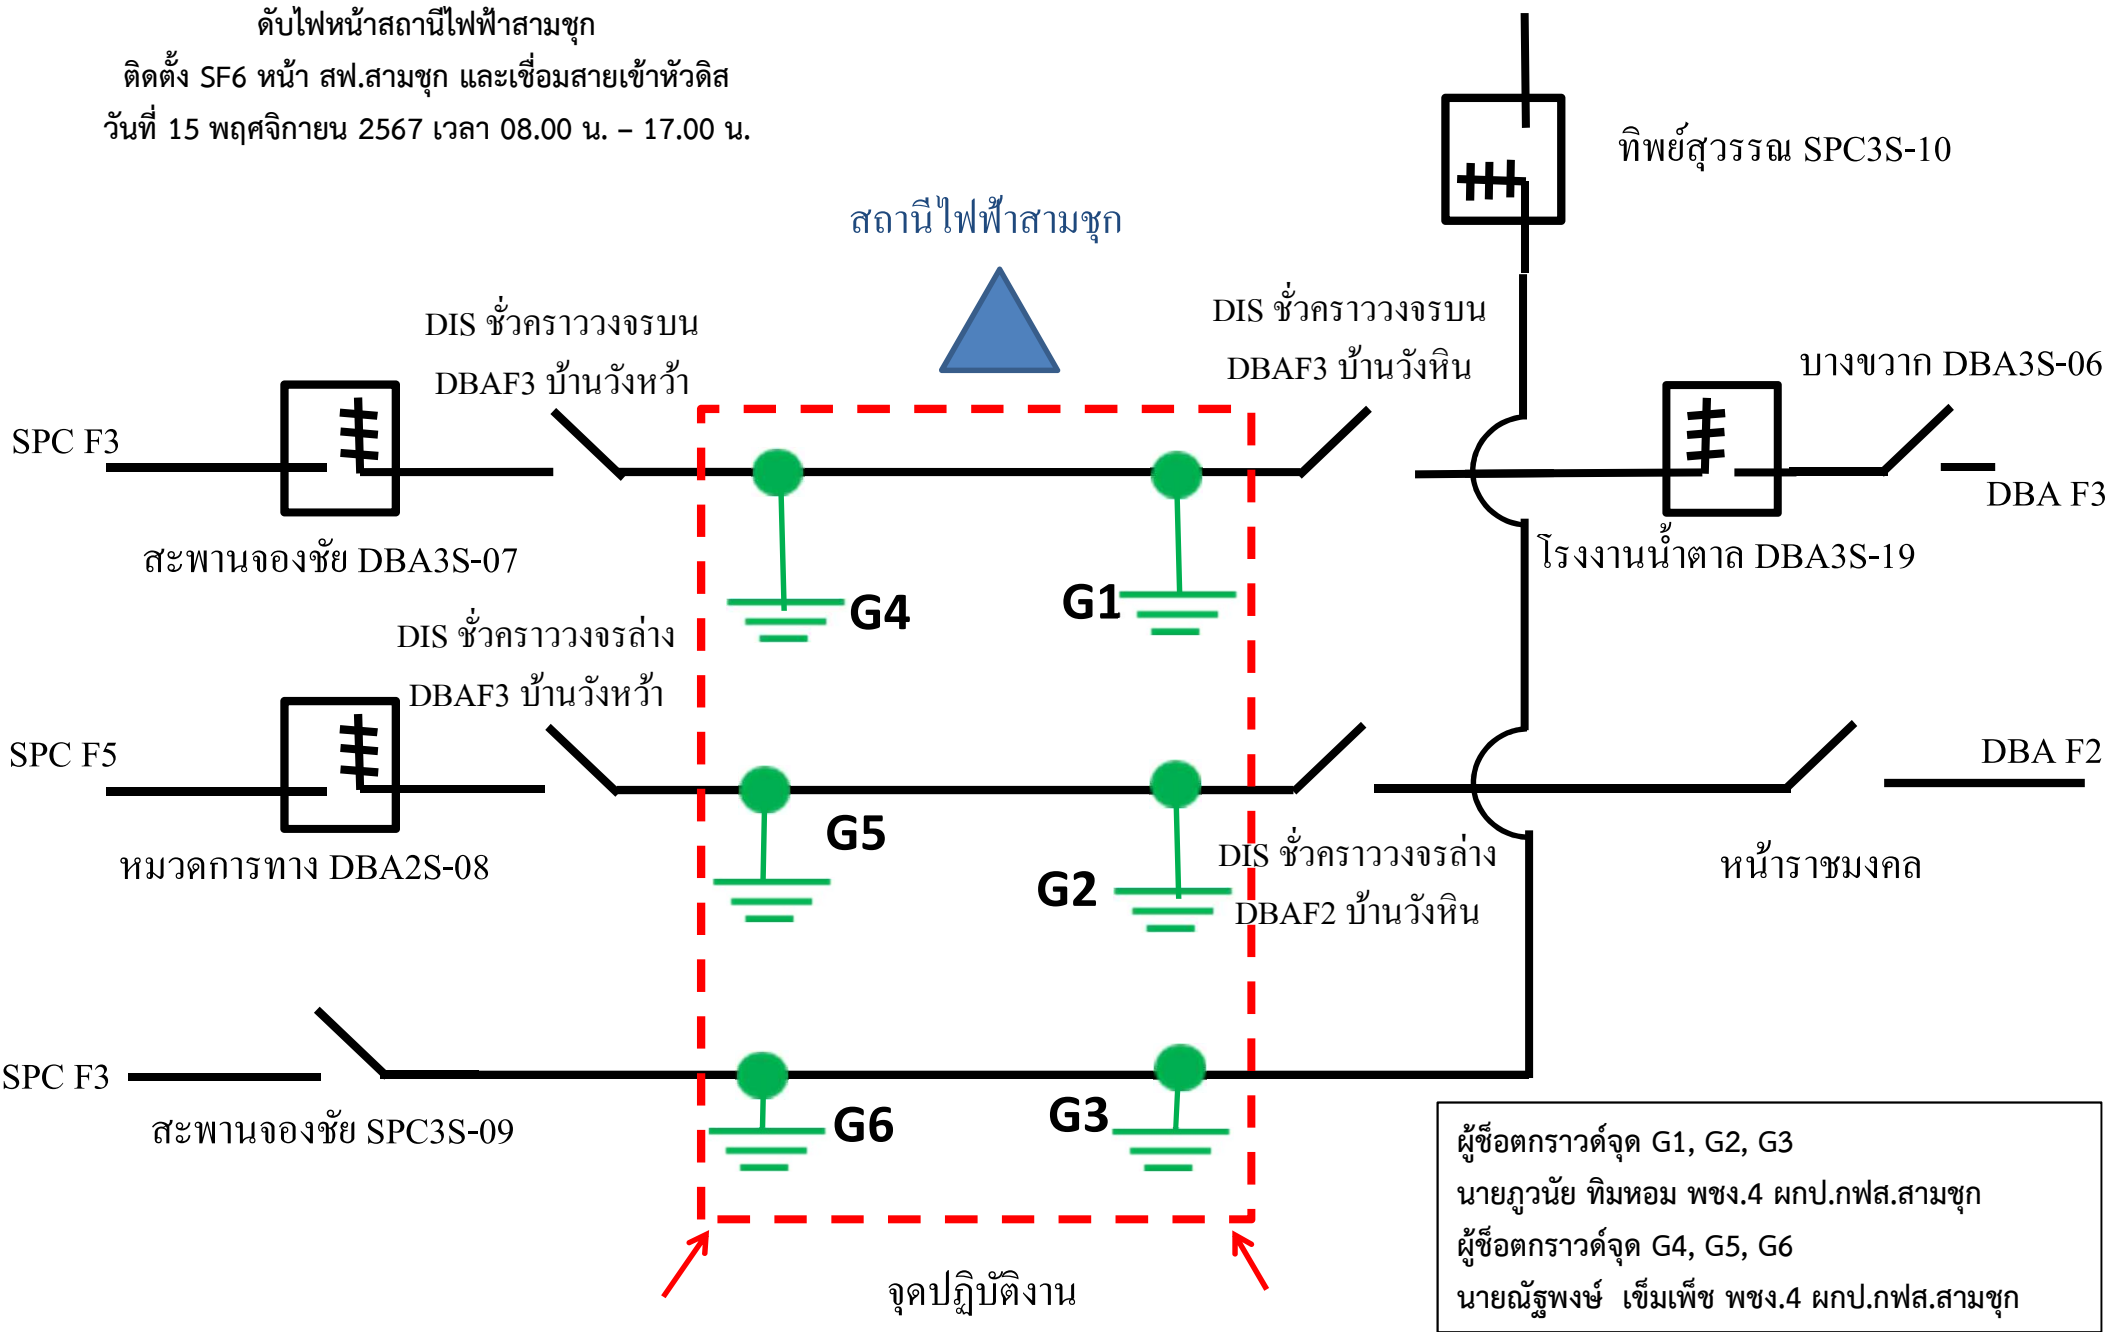 ดับไฟหน้าสถานีไฟฟ้าสามชุก
ติดตั้ง SF6 หน้า สฟ.สามชุก และเชื่อมสายเข้าหัวดิส
วันที่ 15 พฤศจิกายน 2567 เวลา 08.00 น. – 17.00 น.
ทิพย์สุวรรณ SPC3S-10
สถานีไฟฟ้าสามชุก
DIS ชั่วคราววงจรบน
DBAF3 บ้านวังหว้า
DIS ชั่วคราววงจรบน
DBAF3 บ้านวังหิน
บางขวาก DBA3S-06
SPC F3
DBA F3
สะพานจองชัย DBA3S-07
โรงงานน้ำตาล DBA3S-19
G4
G1
DIS ชั่วคราววงจรล่าง
DBAF3 บ้านวังหว้า
SPC F5
DBA F2
หมวดการทาง DBA2S-08
G5
G2
DIS ชั่วคราววงจรล่าง
DBAF2 บ้านวังหิน
หน้าราชมงคล
SPC F3
สะพานจองชัย SPC3S-09
G6
G3
จุดปฏิบัติงาน
ผู้ช็อตกราวด์จุด G1, G2, G3
นายภูวนัย ทิมหอม พชง.4 ผกป.กฟส.สามชุก
ผู้ช็อตกราวด์จุด G4, G5, G6
นายณัฐพงษ์  เข็มเพ็ช พชง.4 ผกป.กฟส.สามชุก